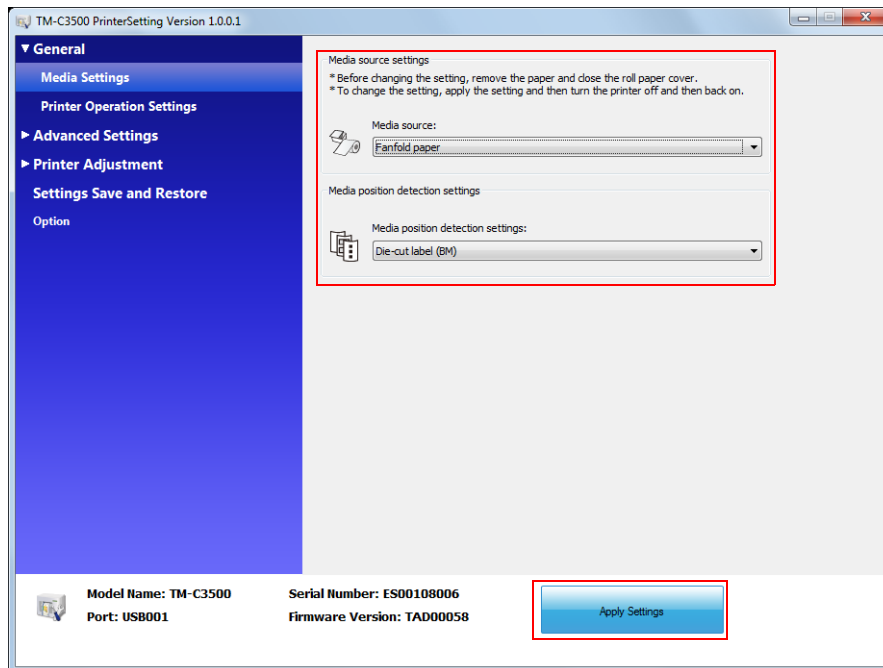 TM-C3500 PrinterSetting Version 1.0.0.1
▼ General
Media Settings
Printer Operation Settings
▶ Advanced Settings
▶ Printer Adjustment
Settings Save and Restore
Option
Media source settings
* Before changing the setting, remove the paper and close the roll paper cover.
* To change the setting, apply the setting and then turn the printer off and then back on.
Media source:
Fanfold paper
Media position detection settings
Media position detection settings:
Die-cut label (BM)
Model Name: TM-C3500
Serial Number: ES00108006
Port: USB001
Firmware Version: TAD00058
Apply Settings